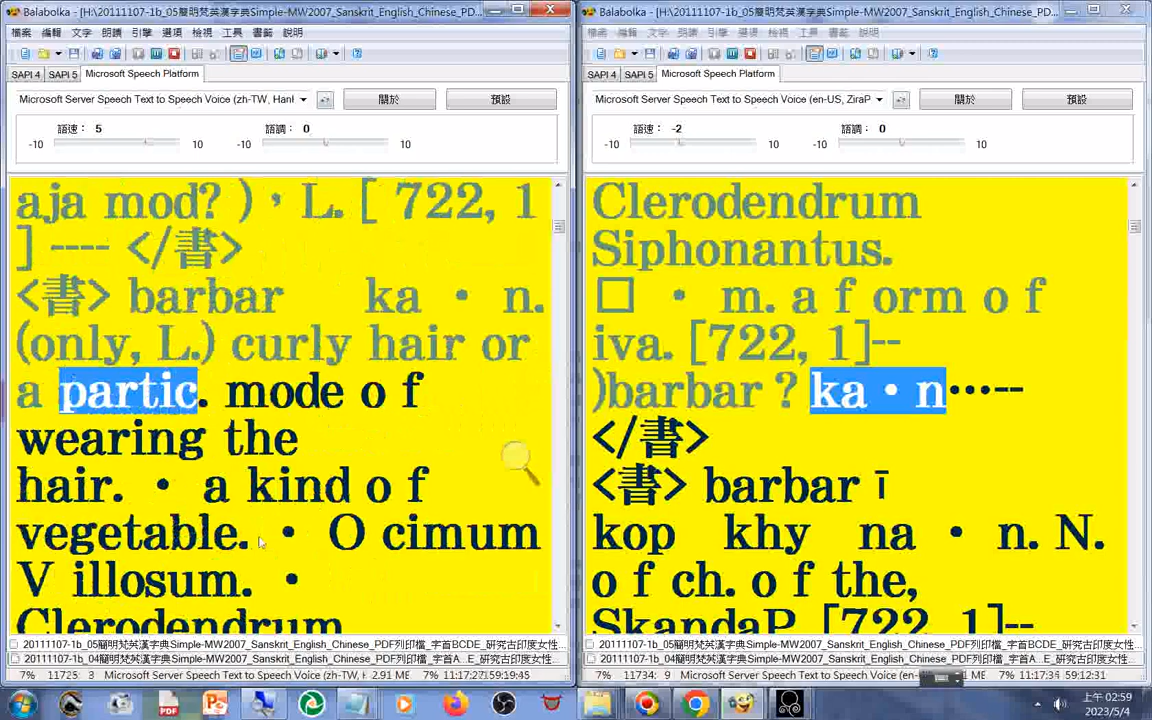 Balabolka - [H:\20111107-1b_05簡明梵英漢字典Simple-MW2007_Sanskrit_English_Chinese_PD...
檔案 編輯 文字 朗讀 引擎 選項 檢視 工具 書籤 說明
SAPI 4 SAPI 5 Microsoft Speech Platform
Microsoft Server Speech Text to Speech Voice (zh-TW, Hanl
關於 預設
語速： 5 語調： 0
-10 10 -10 10
aja mod? )，L. [ 722, 1
] ---- </書>
<書> barbar ka • n.
(only, L.) curly hair or
a partic. mode o f
wearing the
hair. • a kind o f
vegetable. • O cimum
V illosum. •
Clerodendrum
20111107-1b_05簡明梵英漢字典Simple-MW2007_Sanskrit_English_Chinese_PDF列印檔_字首BCDE_研究古印度女性...
20111107-1b_04簡明梵英漢字典Simple-MW2007_Sanskrit_English_Chinese_PDF列印檔_字首A...E_研究古印度女性...
7% 11725: 3 Microsoft Server Speech Text to Speech Voice (zh-TW, H 2.91 ME 7% 11:17:27/59:19:45
Balabolka - [H:\20111107-1b_05簡明梵英漢字典Simple-MW2007_Sanskrit_English_Chinese_PD...
檔案 編輯 文字 朗讀 引擎 選項 檢視 工具 書籤 說明
SAPI 4 SAPI 5 Microsoft Speech Platform
Microsoft Server Speech Text to Speech Voice (en-US, ZiraP
關於 預設
語速： -2 語調： 0
-10 10 -10 10
Clerodendrum
Siphonantus.
□ • m. a f orm o f
iva. [722, 1]--
)barbar ? ka • n…--
</書>
<書> barbar ī
kop khy na • n. N.
o f ch. o f the,
SkandaP. [722, 1]--
20111107-1b_05簡明梵英漢字典Simple-MW2007_Sanskrit_English_Chinese_PDF列印檔_字首BCDE_研究古印度女性...
20111107-1b_04簡明梵英漢字典Simple-MW2007_Sanskrit_English_Chinese_PDF列印檔_字首A...E_研究古印度女性...
7% 11734: 9 Microsoft Server Speech Text to Speech Voice (en-US, 7% 59:12:31
PDF
上午 02:59
2023/5/4